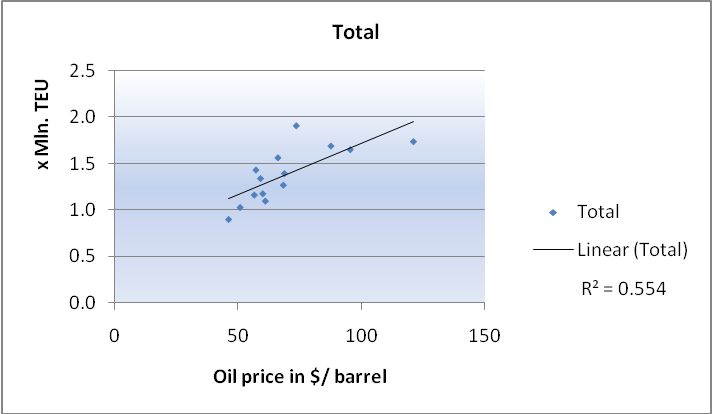 Total
x Mln. TEU
2.5
2.0
1.5
1.0
0.5
0.0
0
50
100
150
Oil price in $/ barrel
Total
Linear (Total)
R² = 0.554